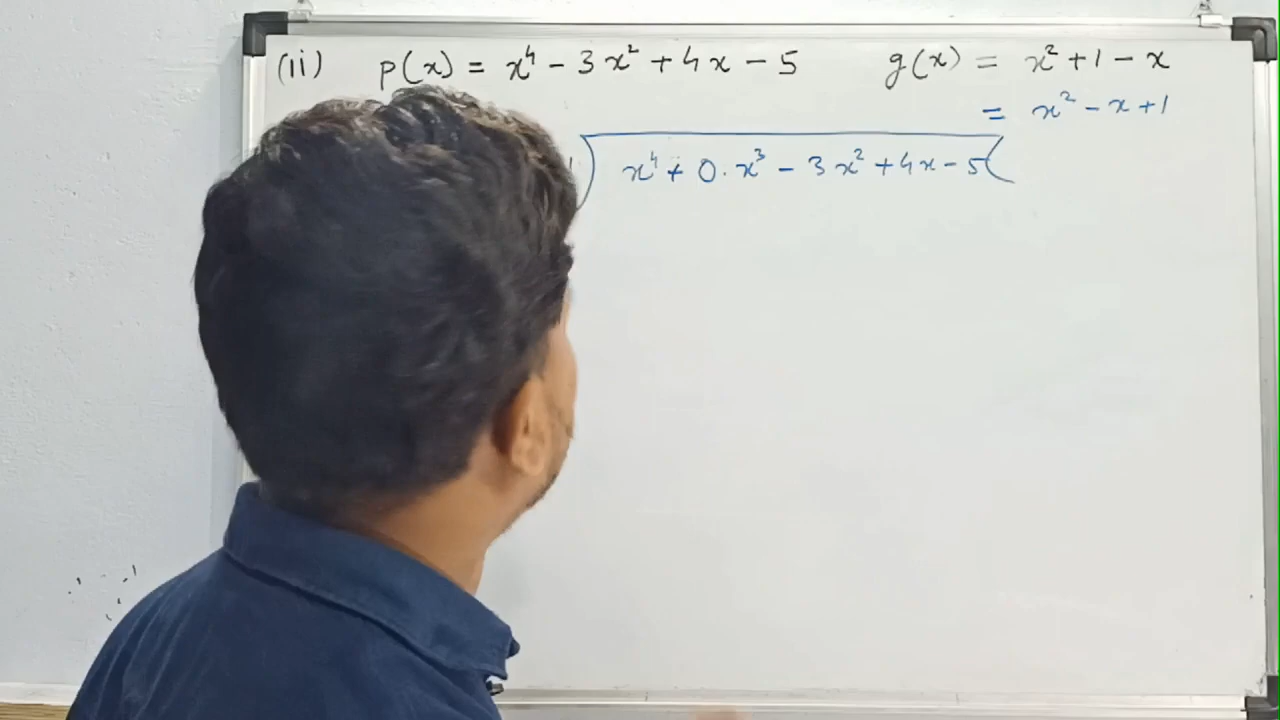 (ii) p(x) = x⁴ - 3x² + 4x - 5 g(x) = x² + 1 - x
= x² - x + 1
) x⁴ + 0·x³ - 3x² + 4x - 5 (